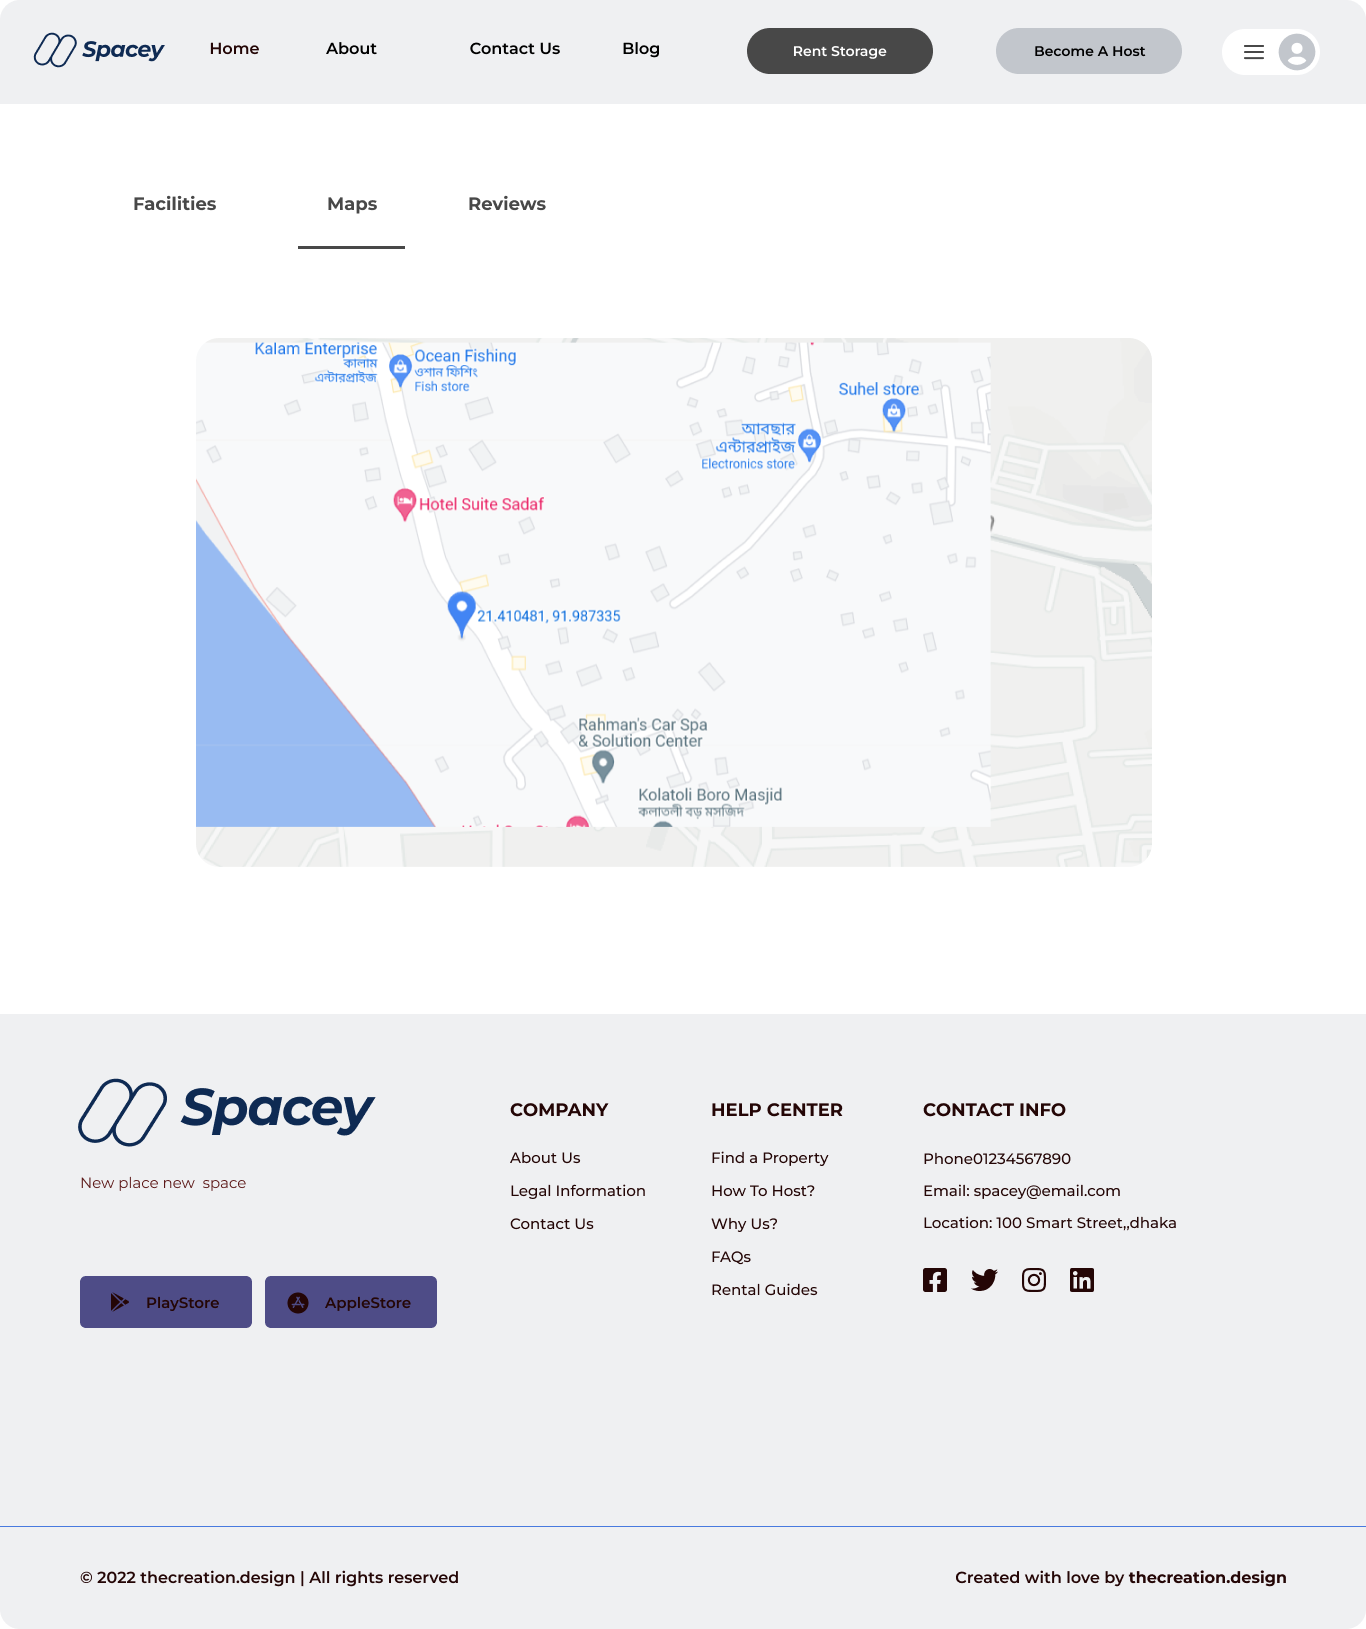 Spacey
Home
About
Contact Us
Blog
Rent Storage
Become A Host
Facilities
Maps
Reviews
Kalam Enterprise
কালাম
এন্টারপ্রাইজ
Ocean Fishing
ওশান ফিশিং
Fish store
Suhel store
আবছার
এন্টারপ্রাইজ
Electronics store
Hotel Suite Sadaf
21.410481, 91.987335
Rahman's Car Spa
& Solution Center
Kolatoli Boro Masjid
কলাতলী বড় মসজিদ
Spacey
New place new  space
PlayStore
AppleStore
COMPANY
About Us
Legal Information
Contact Us
HELP CENTER
Find a Property
How To Host?
Why Us?
FAQs
Rental Guides
CONTACT INFO
Phone01234567890
Email: spacey@email.com
Location: 100 Smart Street,,dhaka
© 2022 thecreation.design | All rights reserved
Created with love by thecreation.design